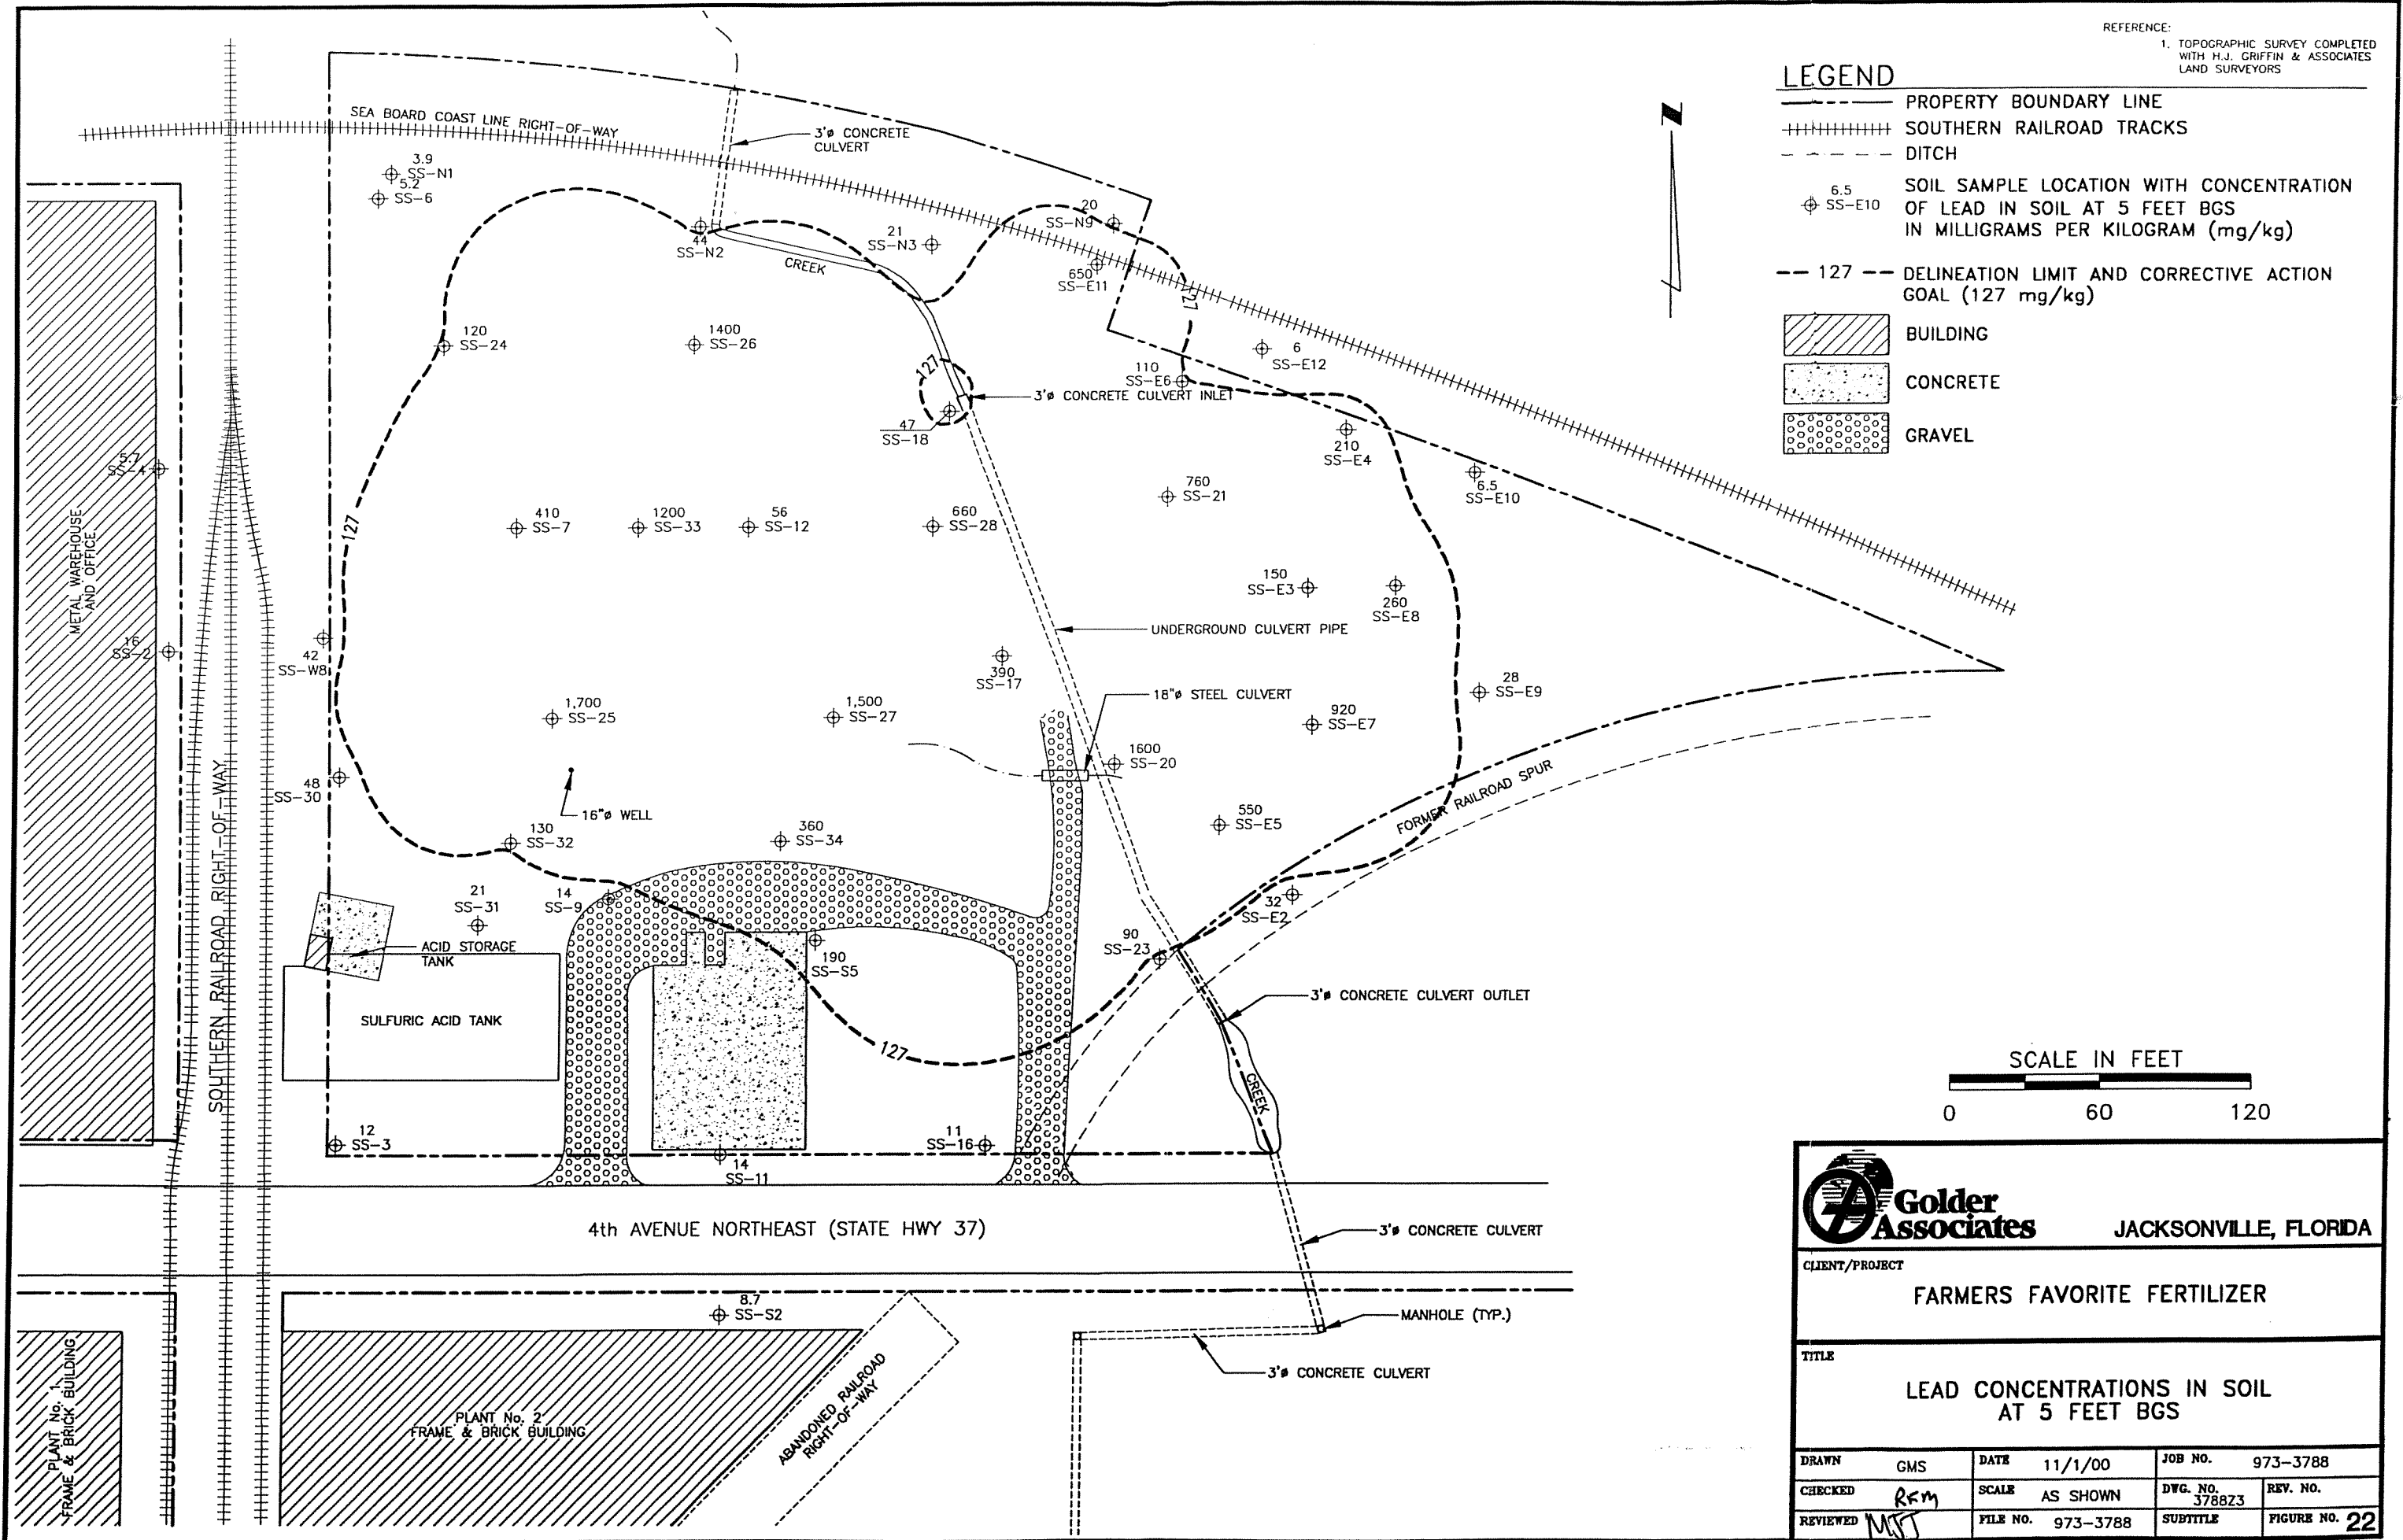 REFERENCE:
1. TOPOGRAPHIC SURVEY COMPLETED
WITH H.J. GRIFFIN & ASSOCIATES
LAND SURVEYORS
LEGEND
PROPERTY BOUNDARY LINE
SOUTHERN RAILROAD TRACKS
DITCH
6.5
SS-E10
SOIL SAMPLE LOCATION WITH CONCENTRATION
OF LEAD IN SOIL AT 5 FEET BGS
IN MILLIGRAMS PER KILOGRAM (mg/kg)
127
DELINEATION LIMIT AND CORRECTIVE ACTION
GOAL (127 mg/kg)
BUILDING
CONCRETE
GRAVEL
N
SEA BOARD COAST LINE RIGHT-OF-WAY
3'ø CONCRETE
CULVERT
3.9
SS-N1
5.2
SS-6
44
SS-N2
CREEK
21
SS-N3
20
SS-N9
650
SS-E11
127
120
SS-24
1400
SS-26
127
3'ø CONCRETE CULVERT INLET
47
SS-18
110
SS-E6
6
SS-E12
210
SS-E4
6.5
SS-E10
5.7
SS-4
METAL WAREHOUSE
AND OFFICE
127
410
SS-7
1200
SS-33
56
SS-12
660
SS-28
760
SS-21
150
SS-E3
260
SS-E8
16
SS-2
42
SS-W8
UNDERGROUND CULVERT PIPE
390
SS-17
18"ø STEEL CULVERT
28
SS-E9
1,700
SS-25
1,500
SS-27
920
SS-E7
1600
SS-20
48
SS-30
16"ø WELL
130
SS-32
360
SS-34
550
SS-E5
FORMER RAILROAD SPUR
SOUTHERN RAILROAD RIGHT-OF-WAY
21
SS-31
14
SS-9
32
SS-E2
90
SS-23
ACID STORAGE
TANK
190
SS-S5
SULFURIC ACID TANK
127
3'ø CONCRETE CULVERT OUTLET
CREEK
12
SS-3
14
SS-11
11
SS-16
SCALE IN FEET
0 60 120
4th AVENUE NORTHEAST (STATE HWY 37)
3'ø CONCRETE CULVERT
8.7
SS-S2
MANHOLE (TYP.)
3'ø CONCRETE CULVERT
PLANT No. 1
FRAME & BRICK BUILDING
PLANT No. 2
FRAME & BRICK BUILDING
ABANDONED RAILROAD
RIGHT-OF-WAY
Golder
Associates
JACKSONVILLE, FLORIDA
CLIENT/PROJECT
FARMERS FAVORITE FERTILIZER
TITLE
LEAD CONCENTRATIONS IN SOIL
AT 5 FEET BGS
DRAWN GMS DATE 11/1/00 JOB NO. 973-3788
CHECKED RFM SCALE AS SHOWN DWG. NO. 3788Z3 REV. NO.
REVIEWED MJJ FILE NO. 973-3788 SUBTITLE FIGURE NO. 22